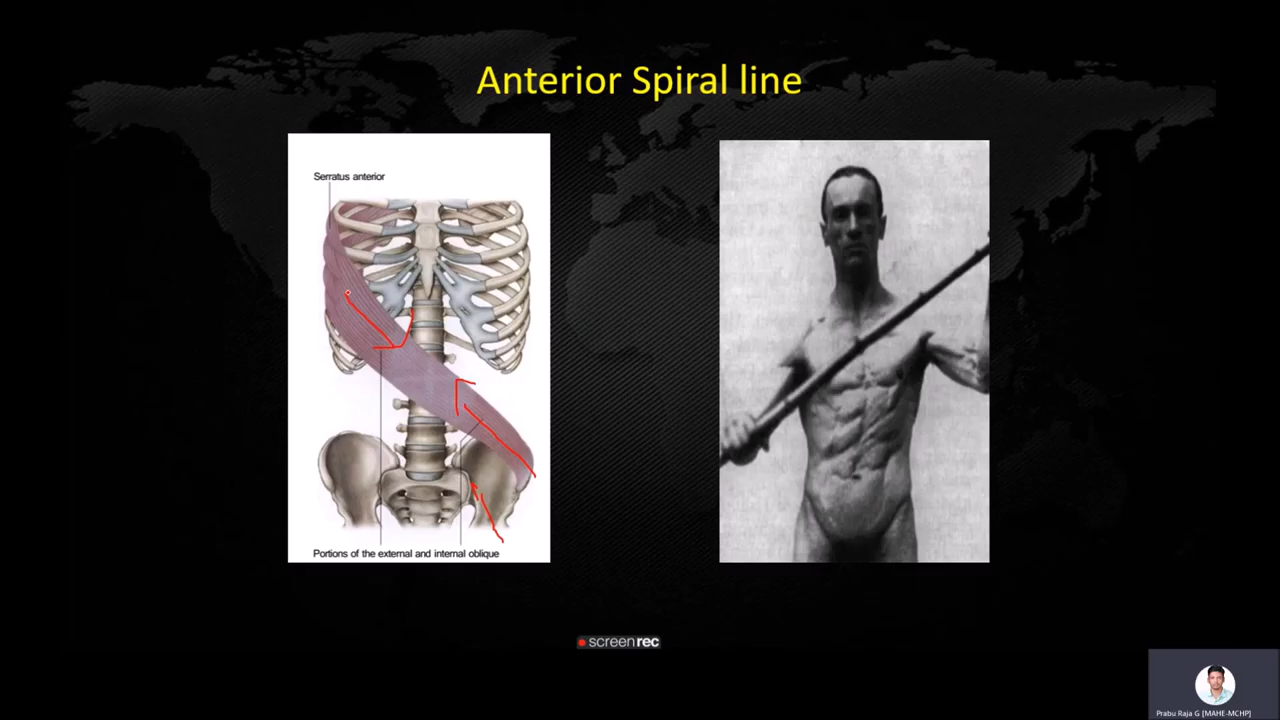 Anterior Spiral line
Serratus anterior
Portions of the external and internal oblique
screenrec
Prabu Raja G [MAHE-MCHP]